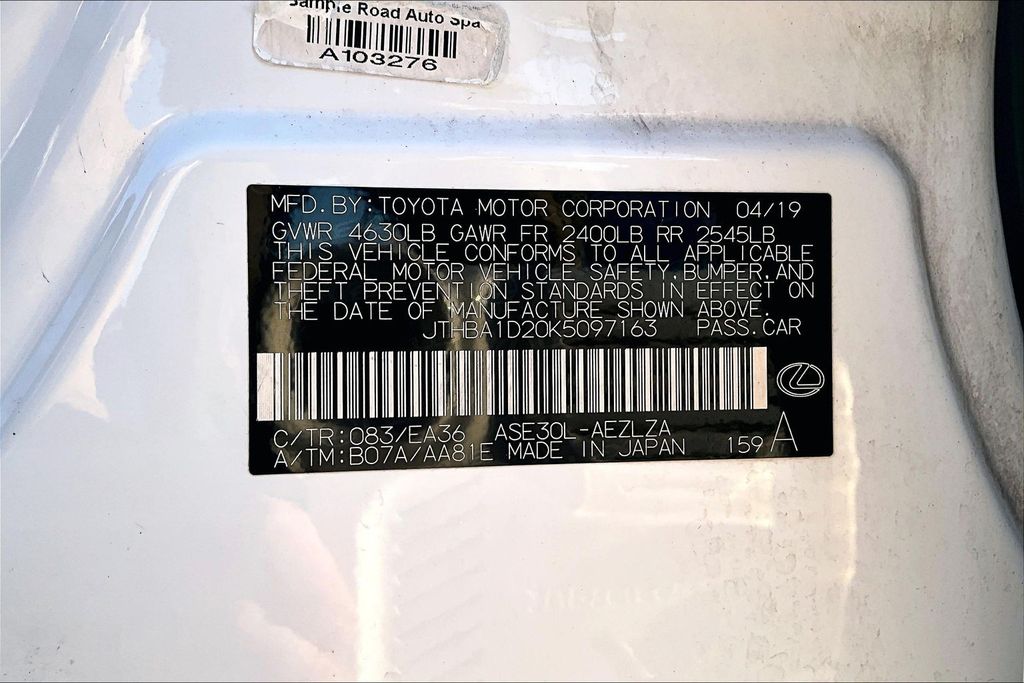 Sample Road Auto Spa
A103276
MFD. BY: TOYOTA MOTOR CORPORATION 04/19
GVWR 4630LB GAWR FR 2400LB RR 2545LB
THIS VEHICLE CONFORMS TO ALL APPLICABLE
FEDERAL MOTOR VEHICLE SAFETY, BUMPER, AND
THEFT PREVENTION STANDARDS IN EFFECT ON
THE DATE OF MANUFACTURE SHOWN ABOVE.
JTHBA1D20K5097163 PASS. CAR
C/TR: 083/EA36 ASE30L-AEZLZA
A/TM: B07A/AA81E MADE IN JAPAN 159 A